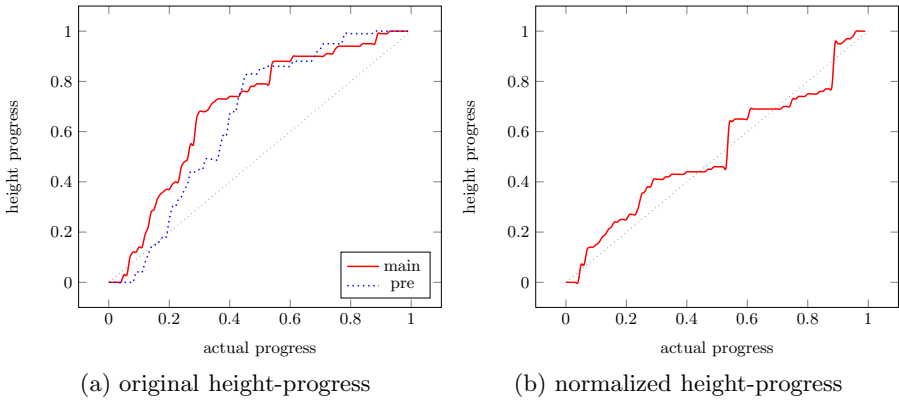 1
0.8
0.6
0.4
0.2
0
height progress
0 0.2 0.4 0.6 0.8 1
actual progress
main
pre
(a) original height-progress
1
0.8
0.6
0.4
0.2
0
height progress
0 0.2 0.4 0.6 0.8 1
actual progress
(b) normalized height-progress